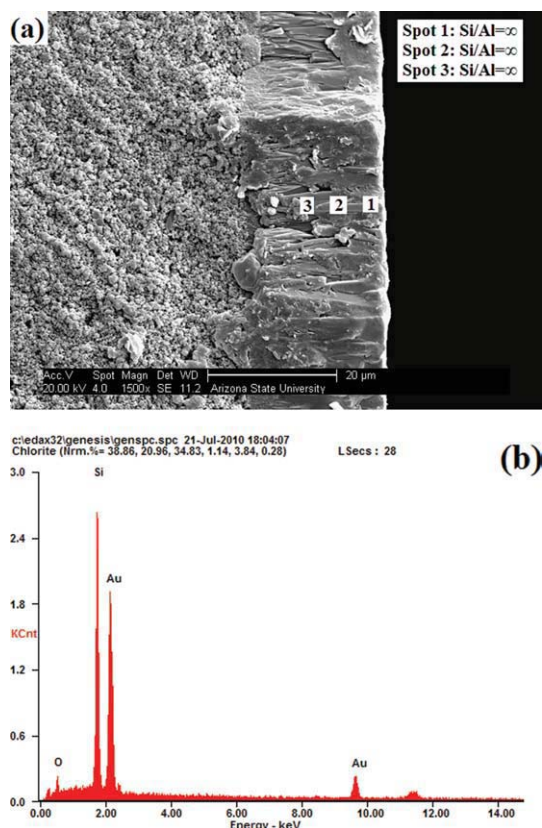 (a)
Spot 1: Si/Al=∞
Spot 2: Si/Al=∞
Spot 3: Si/Al=∞
3 2 1
Acc.V Spot Magn Det WD 20 µm
20.00 kV 4.0 1500x SE 11.2 Arizona State University
c:\edax32\genesis\genspc.spc 21-Jul-2010 18:04:07
Chlorite (Nrm.%= 38.86, 20.96, 34.83, 1.14, 3.84, 0.28) LSecs : 28
(b)
3.0
Si
2.4
Au
1.8
KCnt
1.2
0.6
O
Au
0.0
0.00 2.00 4.00 6.00 8.00 10.00 12.00 14.00
Energy - keV